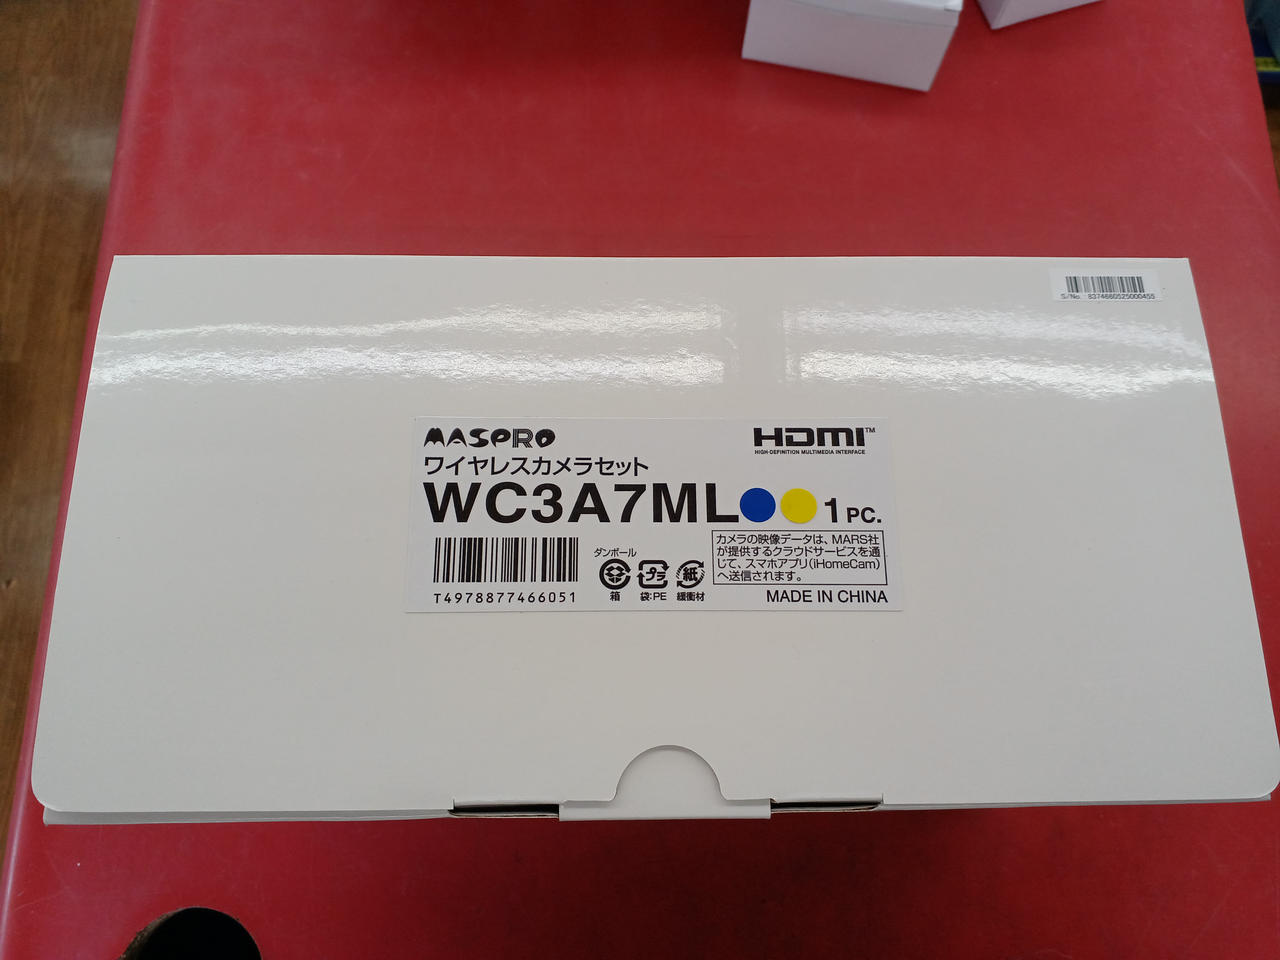 S/No. 8374660525000455
MASPRO
HDMI™
HIGH-DEFINITION MULTIMEDIA INTERFACE
ワイヤレスカメラセット
WC3A7ML 1 PC.
カメラの映像データは、MARS社
が提供するクラウドサービスを通
じて、スマホアプリ(iHomeCam)
へ送信されます。
ダンボール
プラ
紙
箱
袋:PE
緩衝材
T4978877466051
MADE IN CHINA